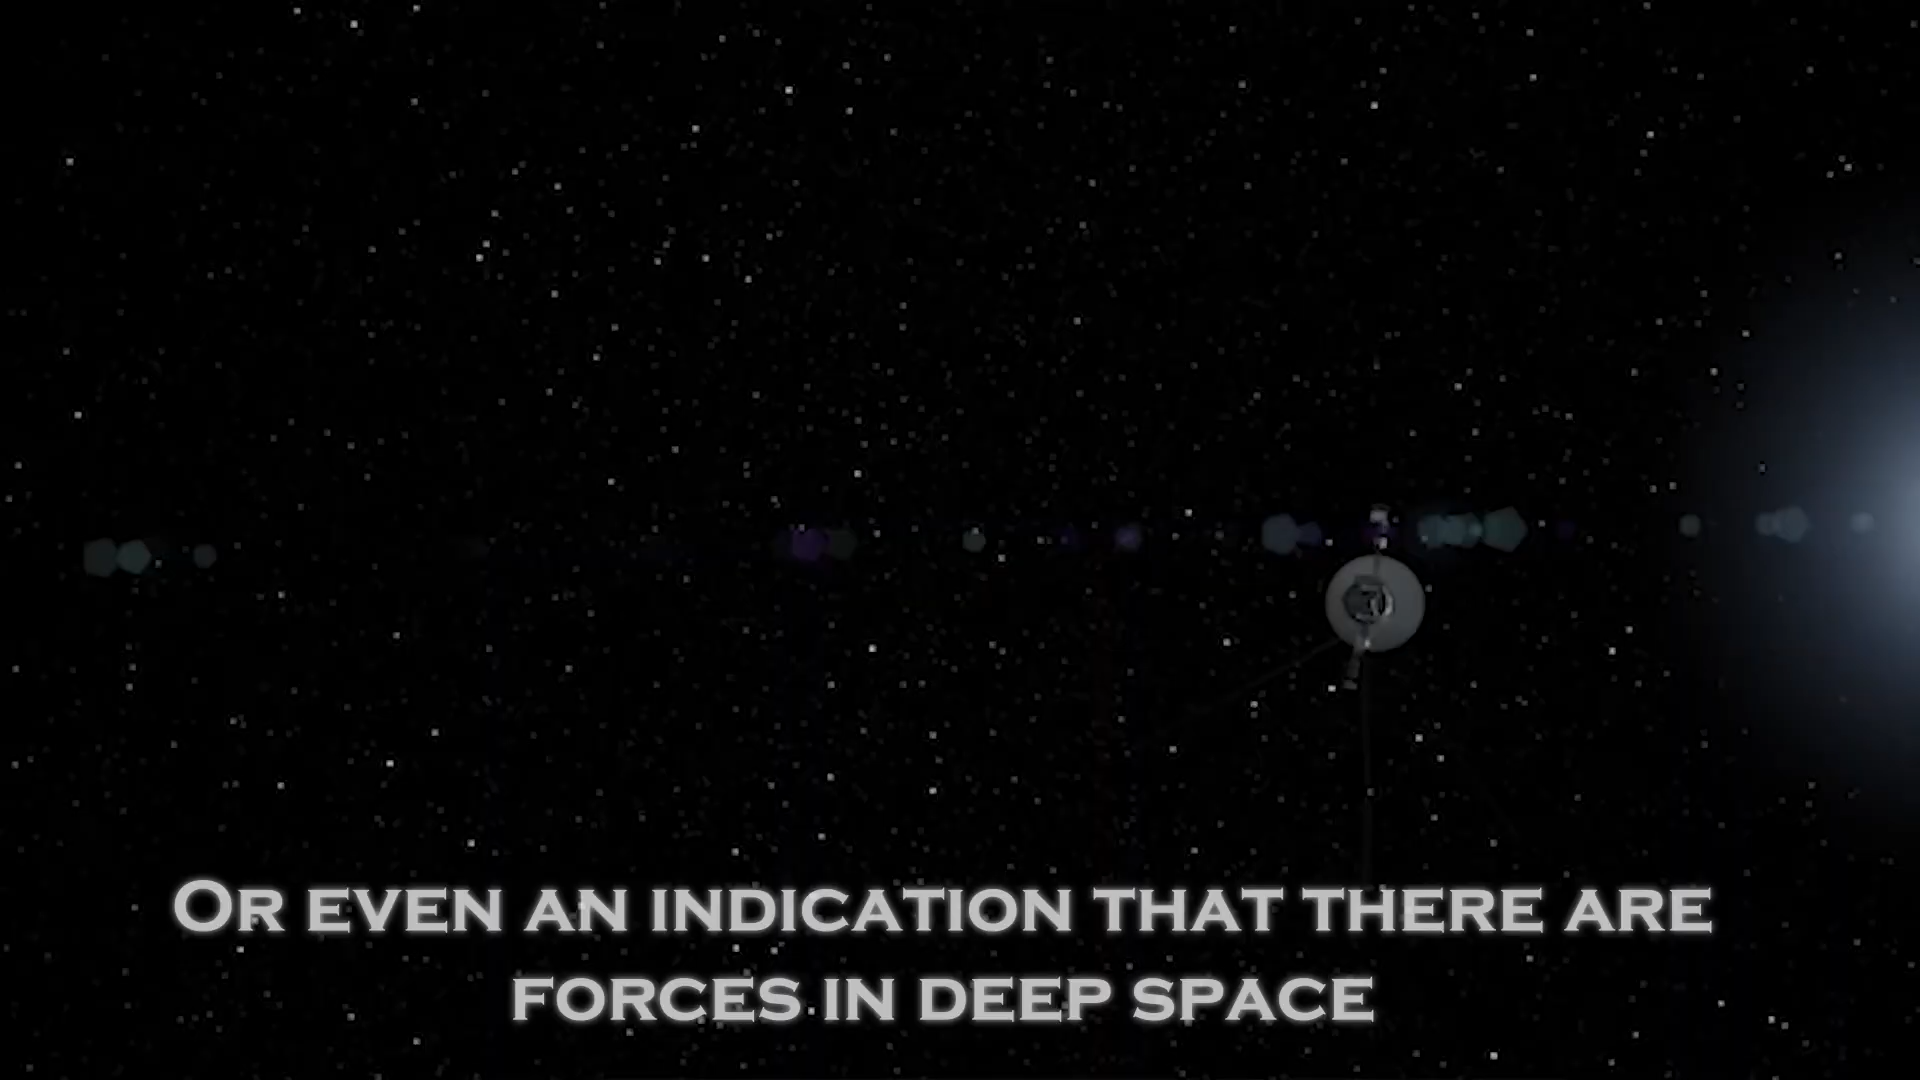 Or even an indication that there are
forces in deep space